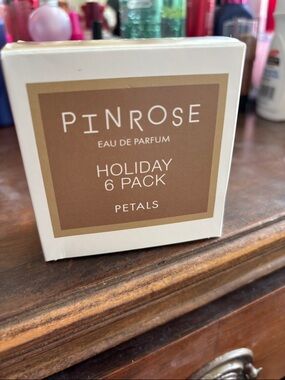 PINROSE
EAU DE PARFUM
HOLIDAY
6 PACK
PETALS